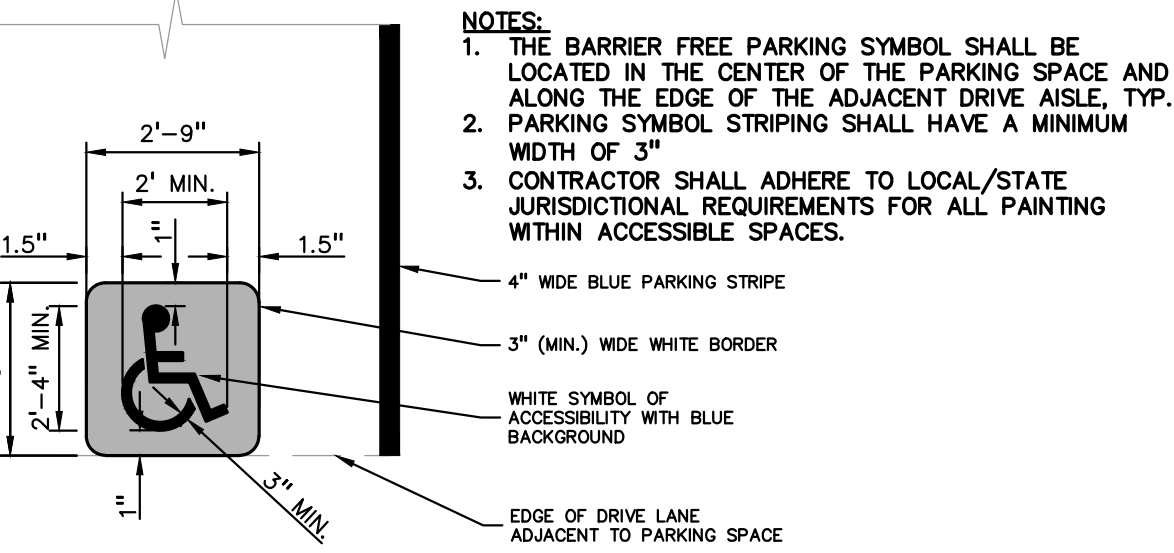 NOTES:
1. THE BARRIER FREE PARKING SYMBOL SHALL BE
LOCATED IN THE CENTER OF THE PARKING SPACE AND
ALONG THE EDGE OF THE ADJACENT DRIVE AISLE, TYP.
2. PARKING SYMBOL STRIPING SHALL HAVE A MINIMUM
WIDTH OF 3"
3. CONTRACTOR SHALL ADHERE TO LOCAL/STATE
JURISDICTIONAL REQUIREMENTS FOR ALL PAINTING
WITHIN ACCESSIBLE SPACES.
2'-9"
2' MIN.
1"
1.5"
1.5"
2'-4" MIN.
1"
3" MIN.
4" WIDE BLUE PARKING STRIPE
3" (MIN.) WIDE WHITE BORDER
WHITE SYMBOL OF
ACCESSIBILITY WITH BLUE
BACKGROUND
EDGE OF DRIVE LANE
ADJACENT TO PARKING SPACE